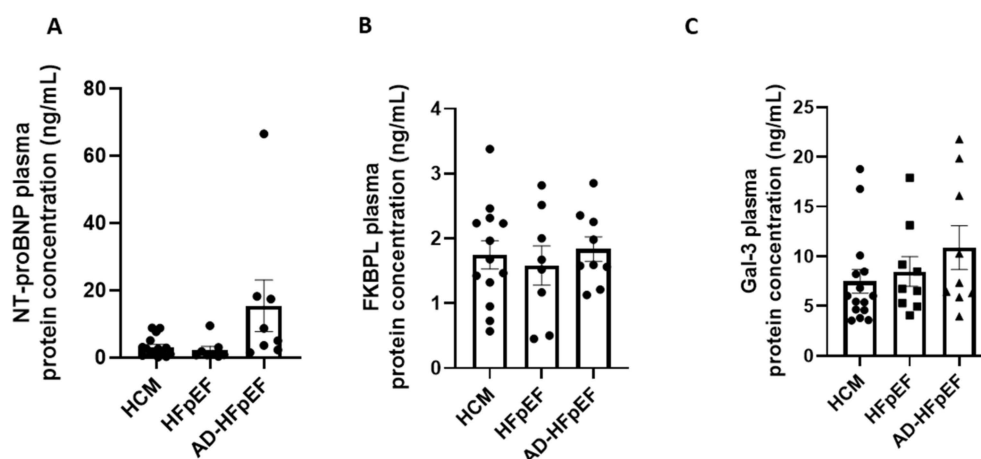 A
NT-proBNP plasma
protein concentration (ng/mL)
80
60
40
20
0
HCM
HFpEF
AD-HFpEF
B
FKBPL plasma
protein concentration (ng/mL)
4
3
2
1
0
HCM
HFpEF
AD-HFpEF
C
Gal-3 plasma
protein concentration (ng/mL)
25
20
15
10
5
0
HCM
HFpEF
AD-HFpEF